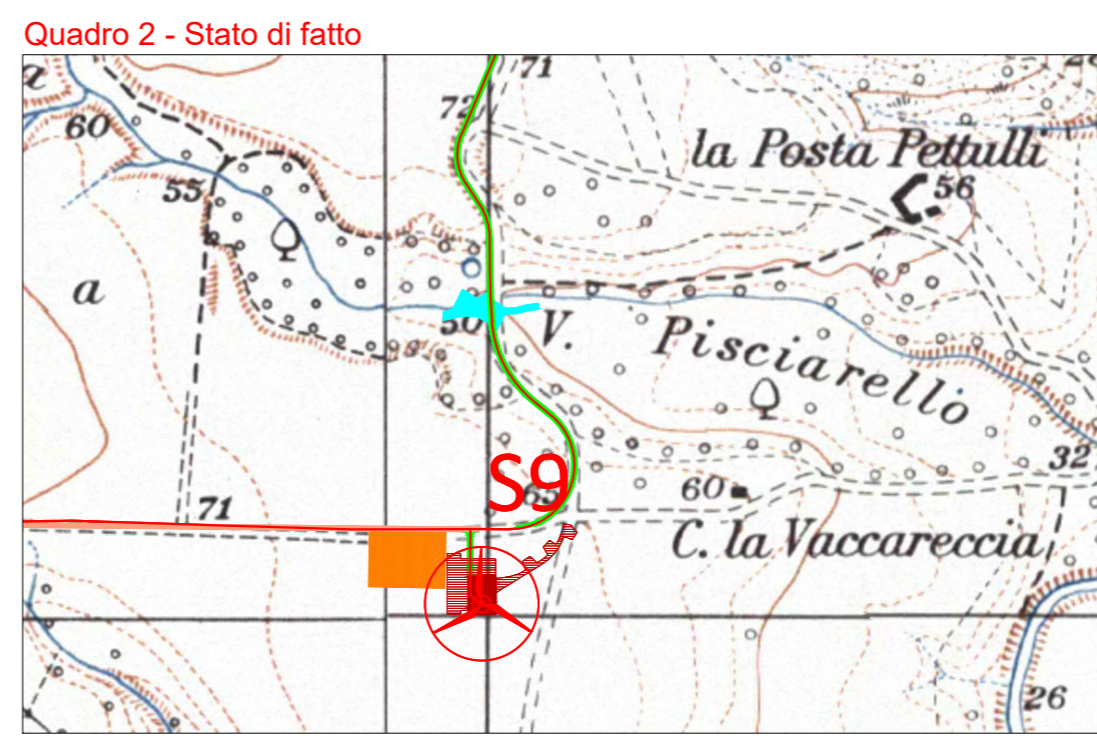 Quadro 2 - Stato di fatto
a
71
72
60
la Posta Pettulli
55
56
a
50
V. Pisciarello
S9
65
32
60
71
C. la Vaccareccia
26